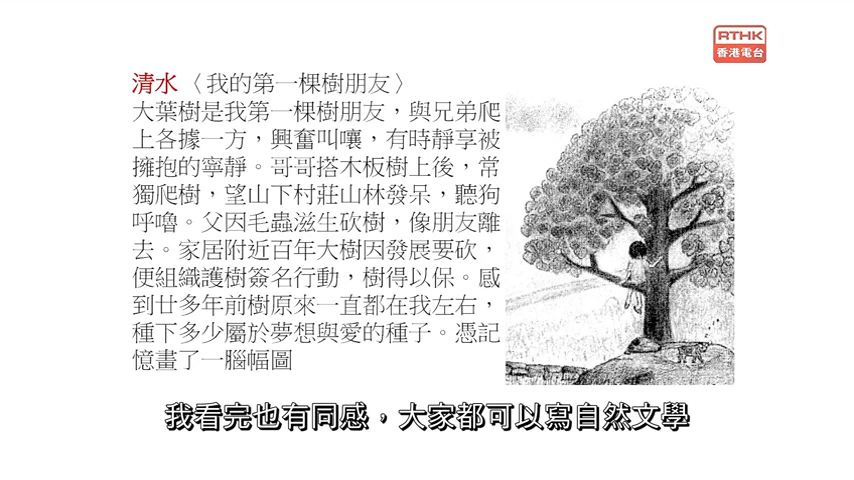 RTHK
香港電台
清水〈我的第一棵樹朋友〉
大葉樹是我第一棵樹朋友，與兄弟爬
上各據一方，興奮叫嚷，有時靜享被
擁抱的寧靜。哥哥搭木板樹上後，常
獨爬樹，望山下村莊山林發呆，聽狗
呼嚕。父因毛蟲滋生砍樹，像朋友離
去。家居附近百年大樹因發展要砍，
便組織護樹簽名行動，樹得以保。感
到廿多年前樹原來一直都在我左右，
種下多少屬於夢想與愛的種子。憑記
憶畫了一腦幅圖
我看完也有同感，大家都可以寫自然文學